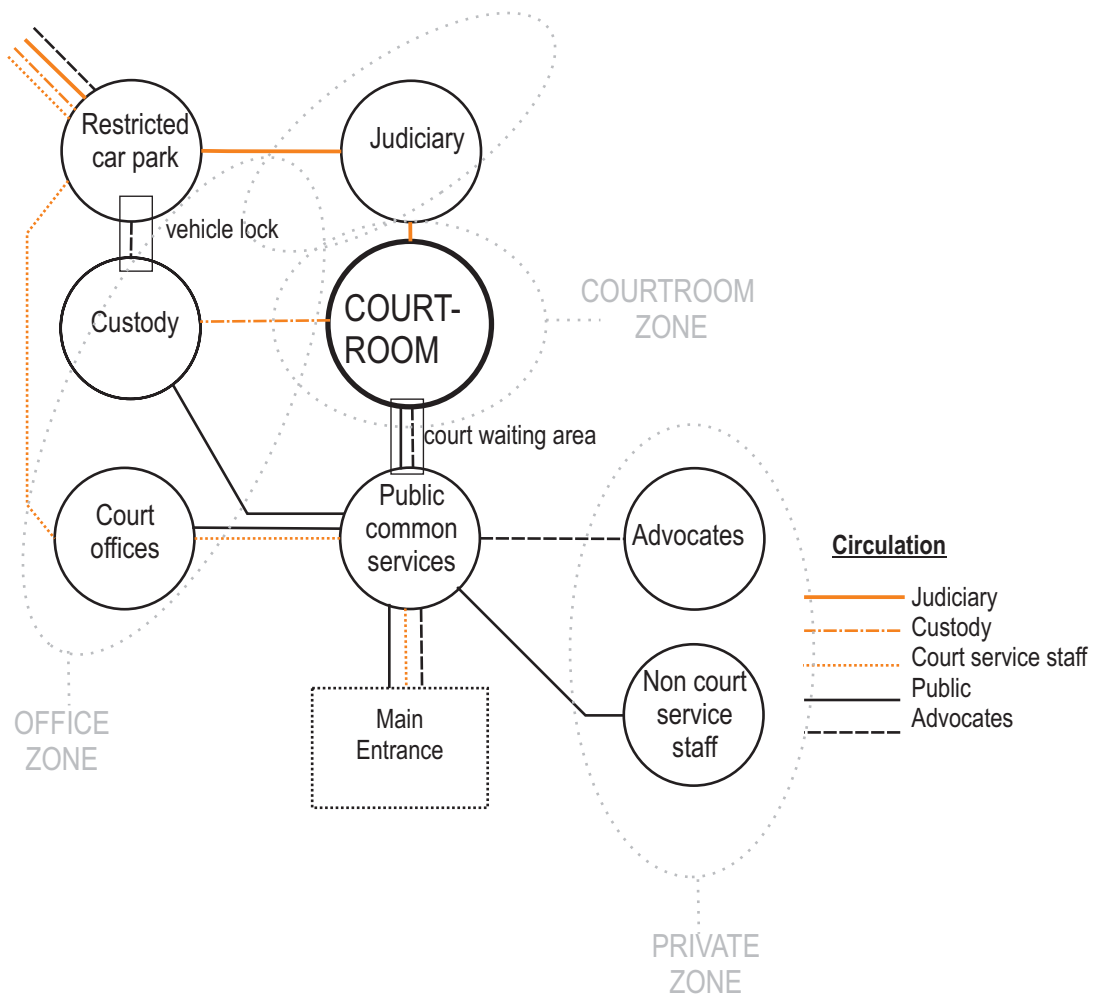 Restricted
car park
Judiciary
vehicle lock
Custody
COURT-
ROOM
COURTROOM
ZONE
court waiting area
Court
offices
Public
common
services
Advocates
Non court
service
staff
Main
Entrance
OFFICE
ZONE
PRIVATE
ZONE
Circulation
Judiciary
Custody
Court service staff
Public
Advocates